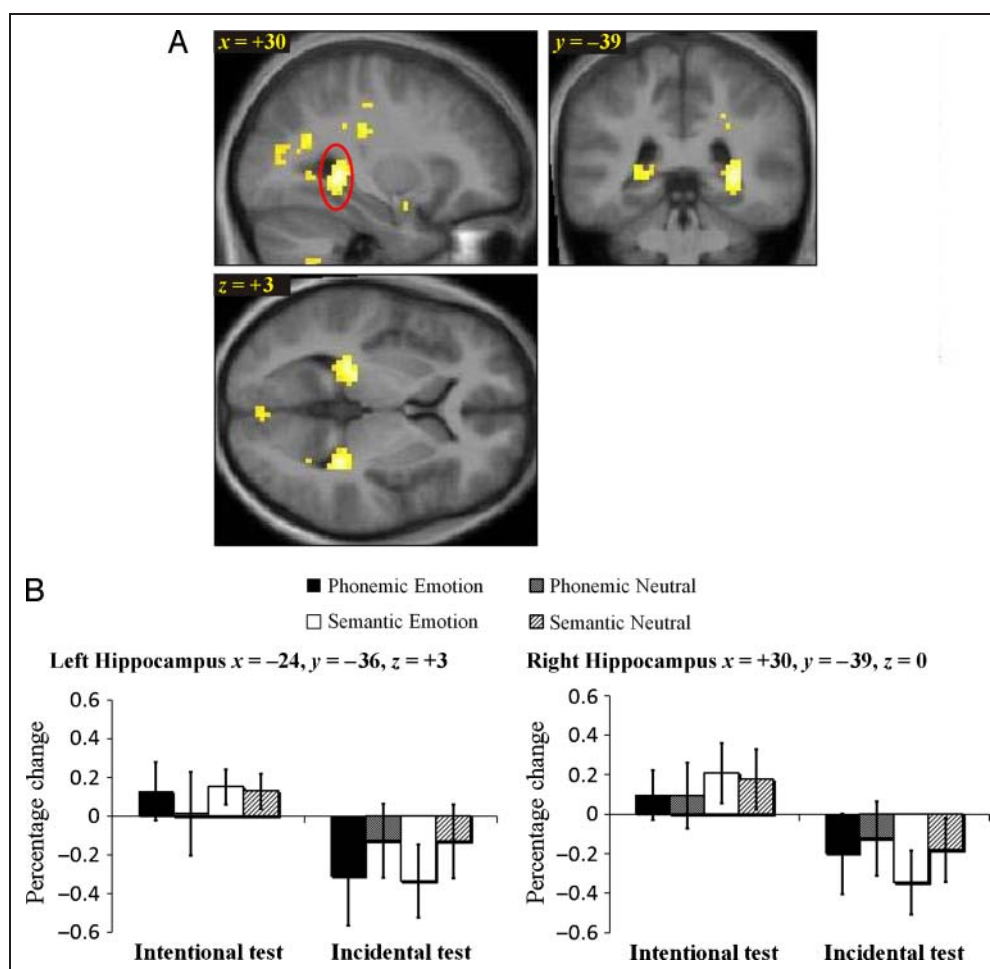 A
x = +30
y = −39
z = +3
B
Phonemic Emotion
Phonemic Neutral
Semantic Emotion
Semantic Neutral
Left Hippocampus x = −24, y = −36, z = +3
Percentage change
0.6
0.4
0.2
0
−0.2
−0.4
−0.6
Intentional test
Incidental test
Right Hippocampus x = +30, y = −39, z = 0
Percentage change
0.6
0.4
0.2
0
−0.2
−0.4
−0.6
Intentional test
Incidental test